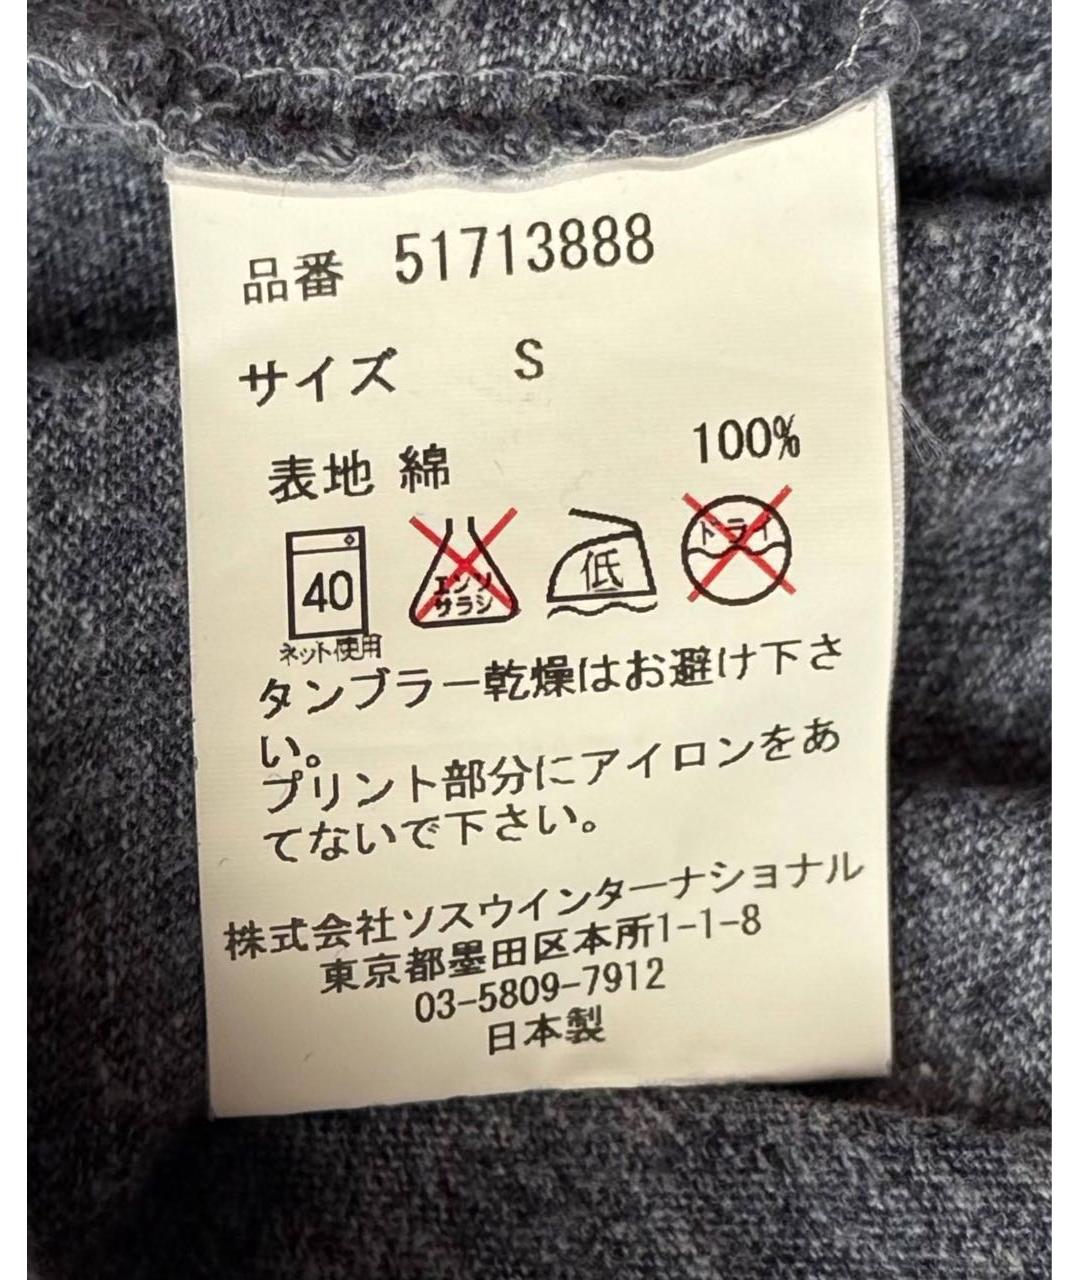 品番 51713888
サイズ S
表地 綿 100%
40 エンソ 低 ドライ
サラシ
ネット使用
タンブラー乾燥はお避け下さ
い。
プリント部分にアイロンをあ
てないで下さい。
株式会社ソスウインターナショナル
東京都墨田区本所1-1-8
03-5809-7912
日本製